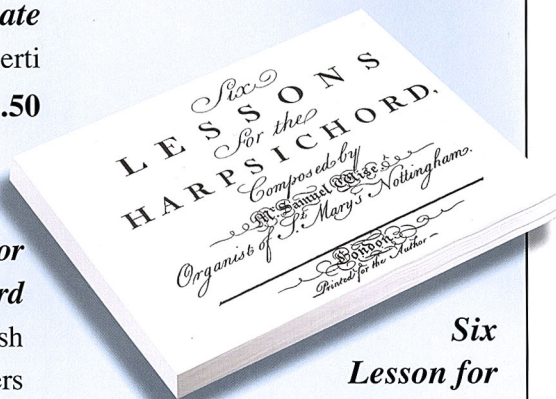 ate
erti
.50
Six
LESSONS
for the
HARPSICHORD,
Composed by
Mr. Samuel Wise
Organist of St. Mary's Nottingham.
London
Printed for the Author
or
rd
sh
ers
Six
Lesson for